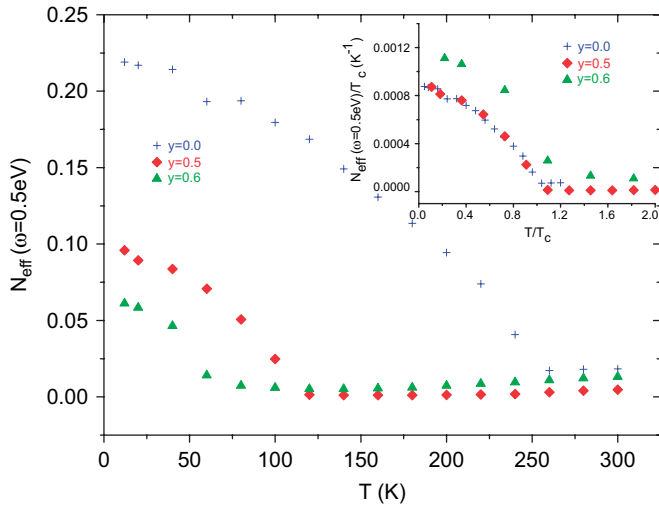 0.25
0.20
0.15
0.10
0.05
0.00
N_eff (ω=0.5eV)
y=0.0
y=0.5
y=0.6
0 50 100 150 200 250 300
T (K)
0.0012
0.0008
0.0004
0.0000
N_eff(ω=0.5eV)/T_c (K^-1)
y=0.0
y=0.5
y=0.6
0.0 0.4 0.8 1.2 1.6 2.0
T/T_c